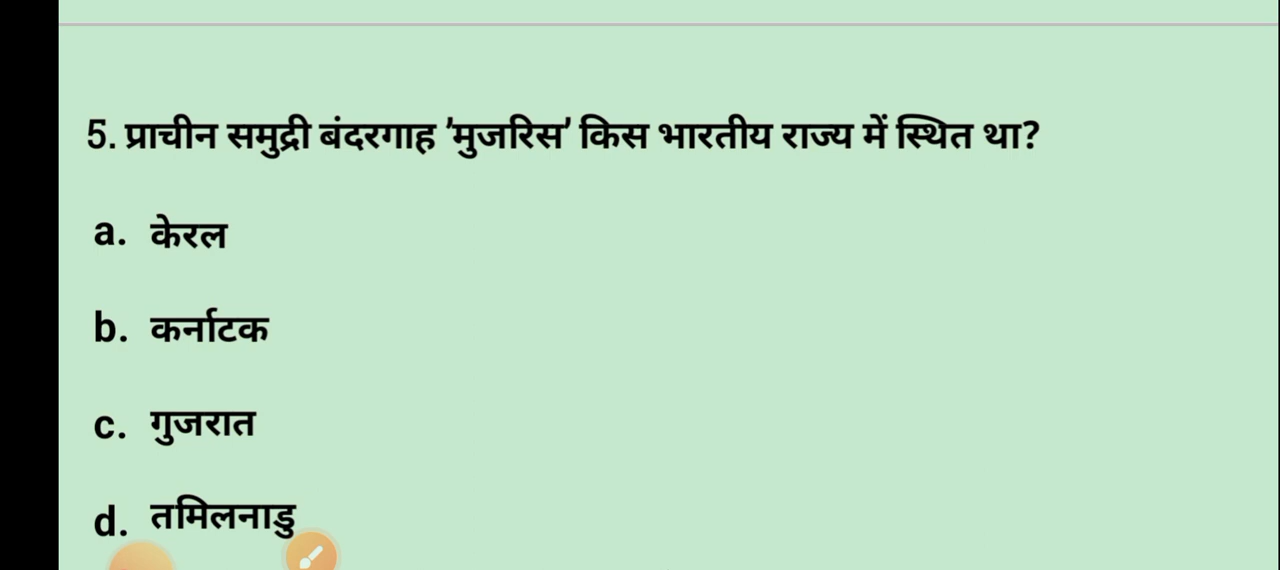 5. प्राचीन समुद्री बंदरगाह 'मुजरिस' किस भारतीय राज्य में स्थित था?
a. केरल
b. कर्नाटक
c. गुजरात
d. तमिलनाडु